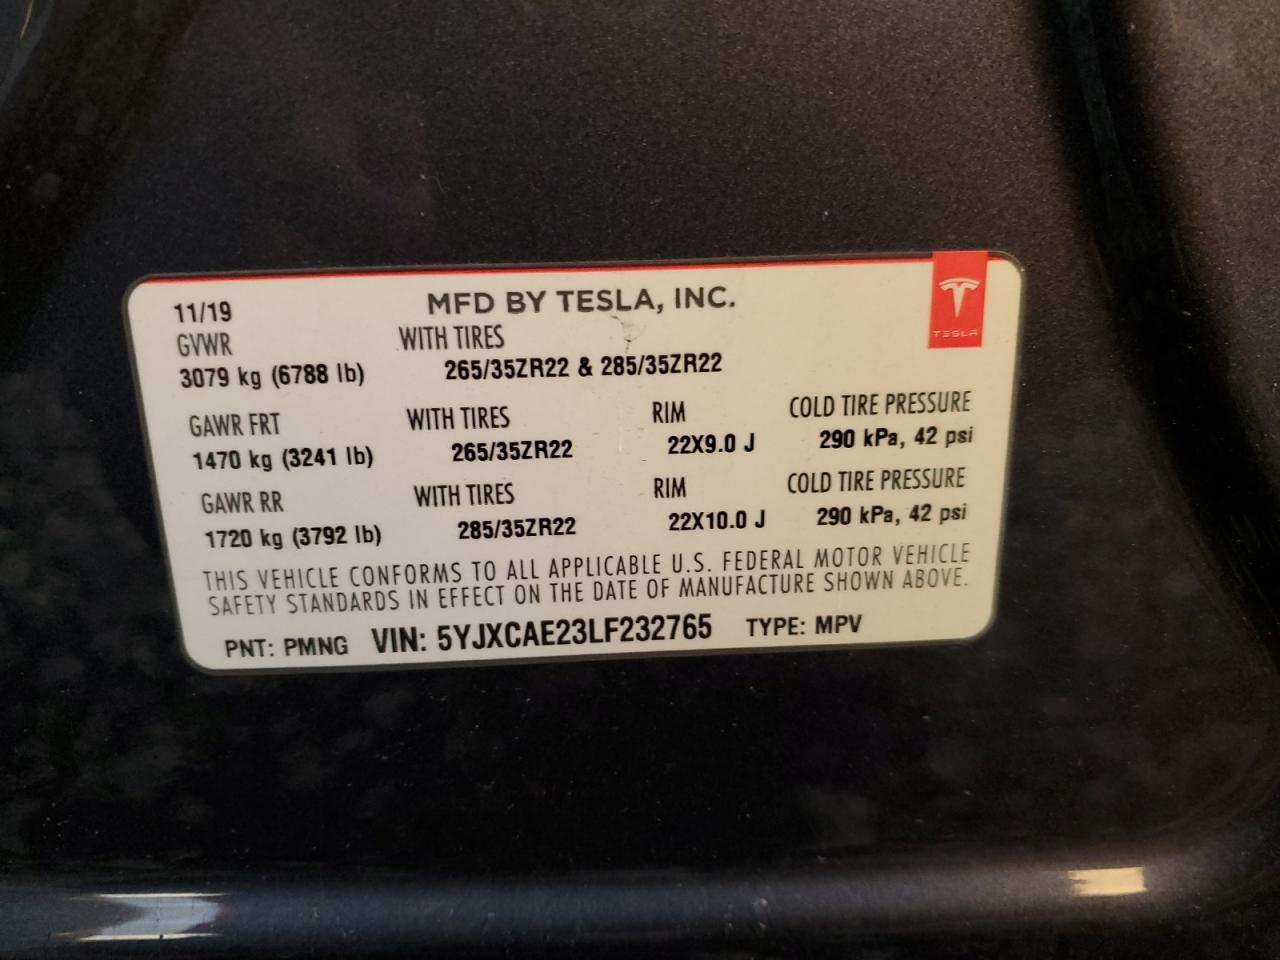 11/19 MFD BY TESLA, INC.
TESLA
GVWR WITH TIRES
3079 kg (6788 lb) 265/35ZR22 & 285/35ZR22
GAWR FRT WITH TIRES RIM COLD TIRE PRESSURE
1470 kg (3241 lb) 265/35ZR22 22X9.0 J 290 kPa, 42 psi
GAWR RR WITH TIRES RIM COLD TIRE PRESSURE
1720 kg (3792 lb) 285/35ZR22 22X10.0 J 290 kPa, 42 psi
THIS VEHICLE CONFORMS TO ALL APPLICABLE U.S. FEDERAL MOTOR VEHICLE
SAFETY STANDARDS IN EFFECT ON THE DATE OF MANUFACTURE SHOWN ABOVE.
PNT: PMNG VIN: 5YJXCAE23LF232765 TYPE: MPV